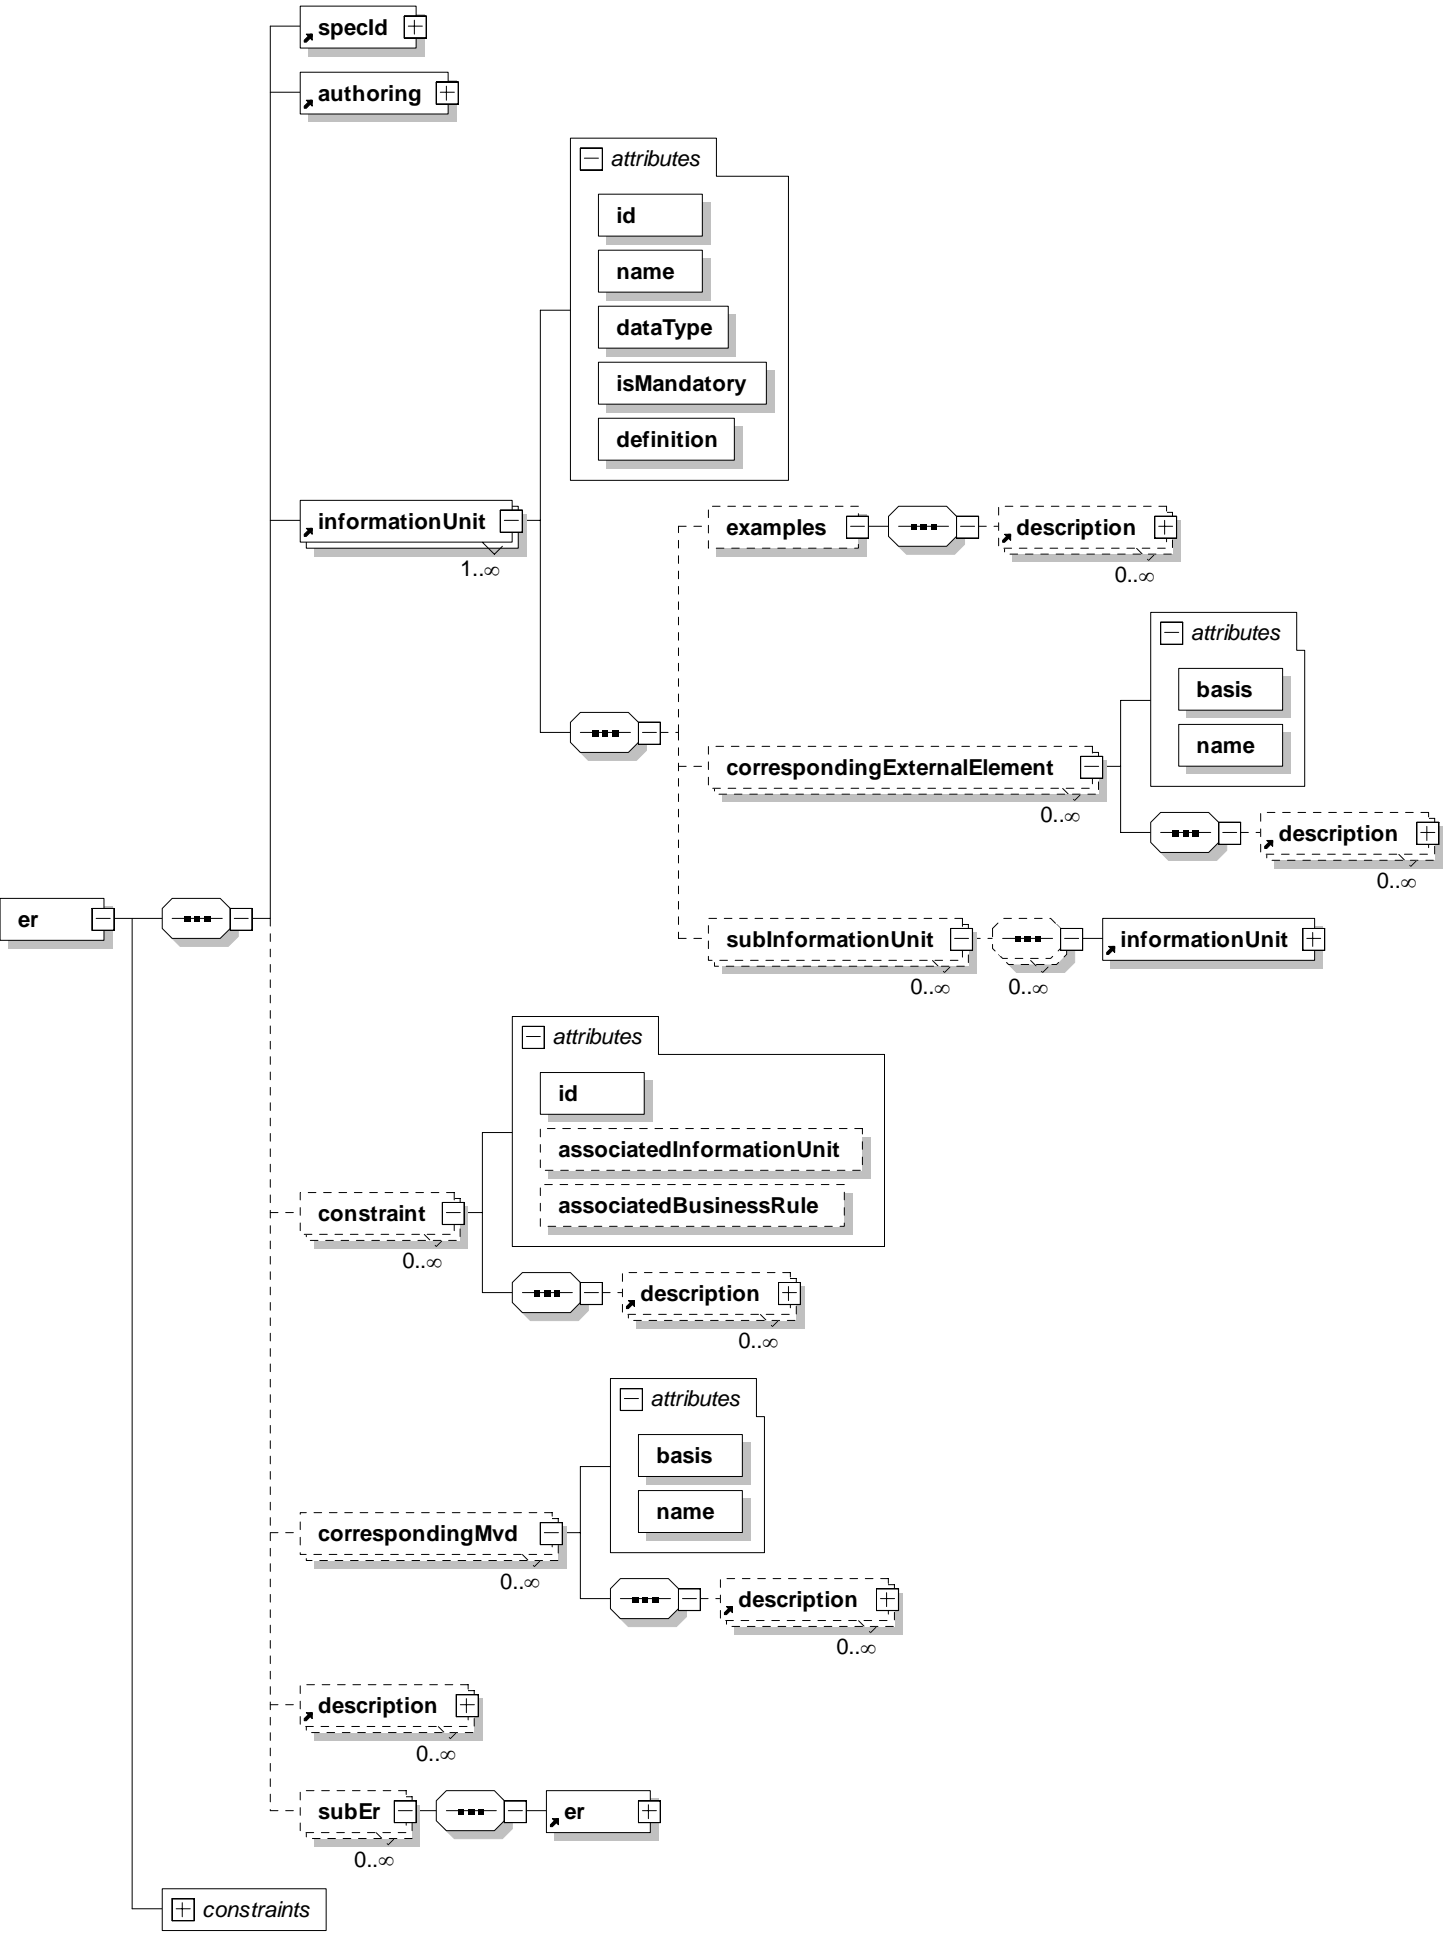 specId
authoring
attributes
id
name
dataType
isMandatory
definition
informationUnit
1..∞
examples
description
0..∞
attributes
basis
name
correspondingExternalElement
0..∞
description
0..∞
er
subInformationUnit
0..∞
0..∞
informationUnit
attributes
id
associatedInformationUnit
associatedBusinessRule
constraint
0..∞
description
0..∞
attributes
basis
name
correspondingMvd
0..∞
description
0..∞
description
0..∞
subEr
0..∞
er
constraints